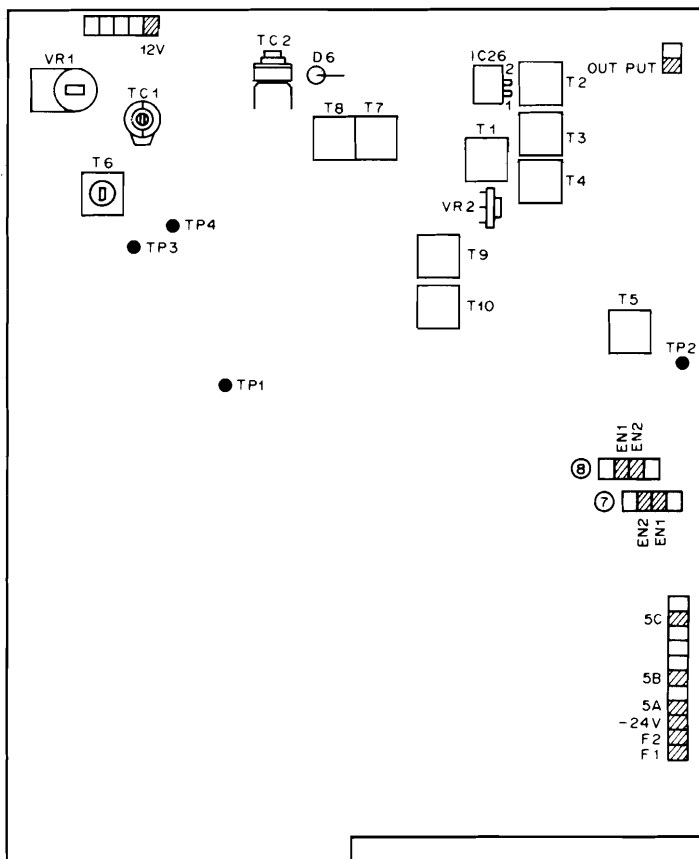 12V
VR1
TC2
D6
IC26
2
1
T2
OUT PUT
TC1
T8
T7
T1
T3
T4
T6
VR2
TP4
TP3
T9
T10
T5
TP2
TP1
EN1
EN2
8
7
EN2
EN1
5C
5B
5A
-24V
F2
F1